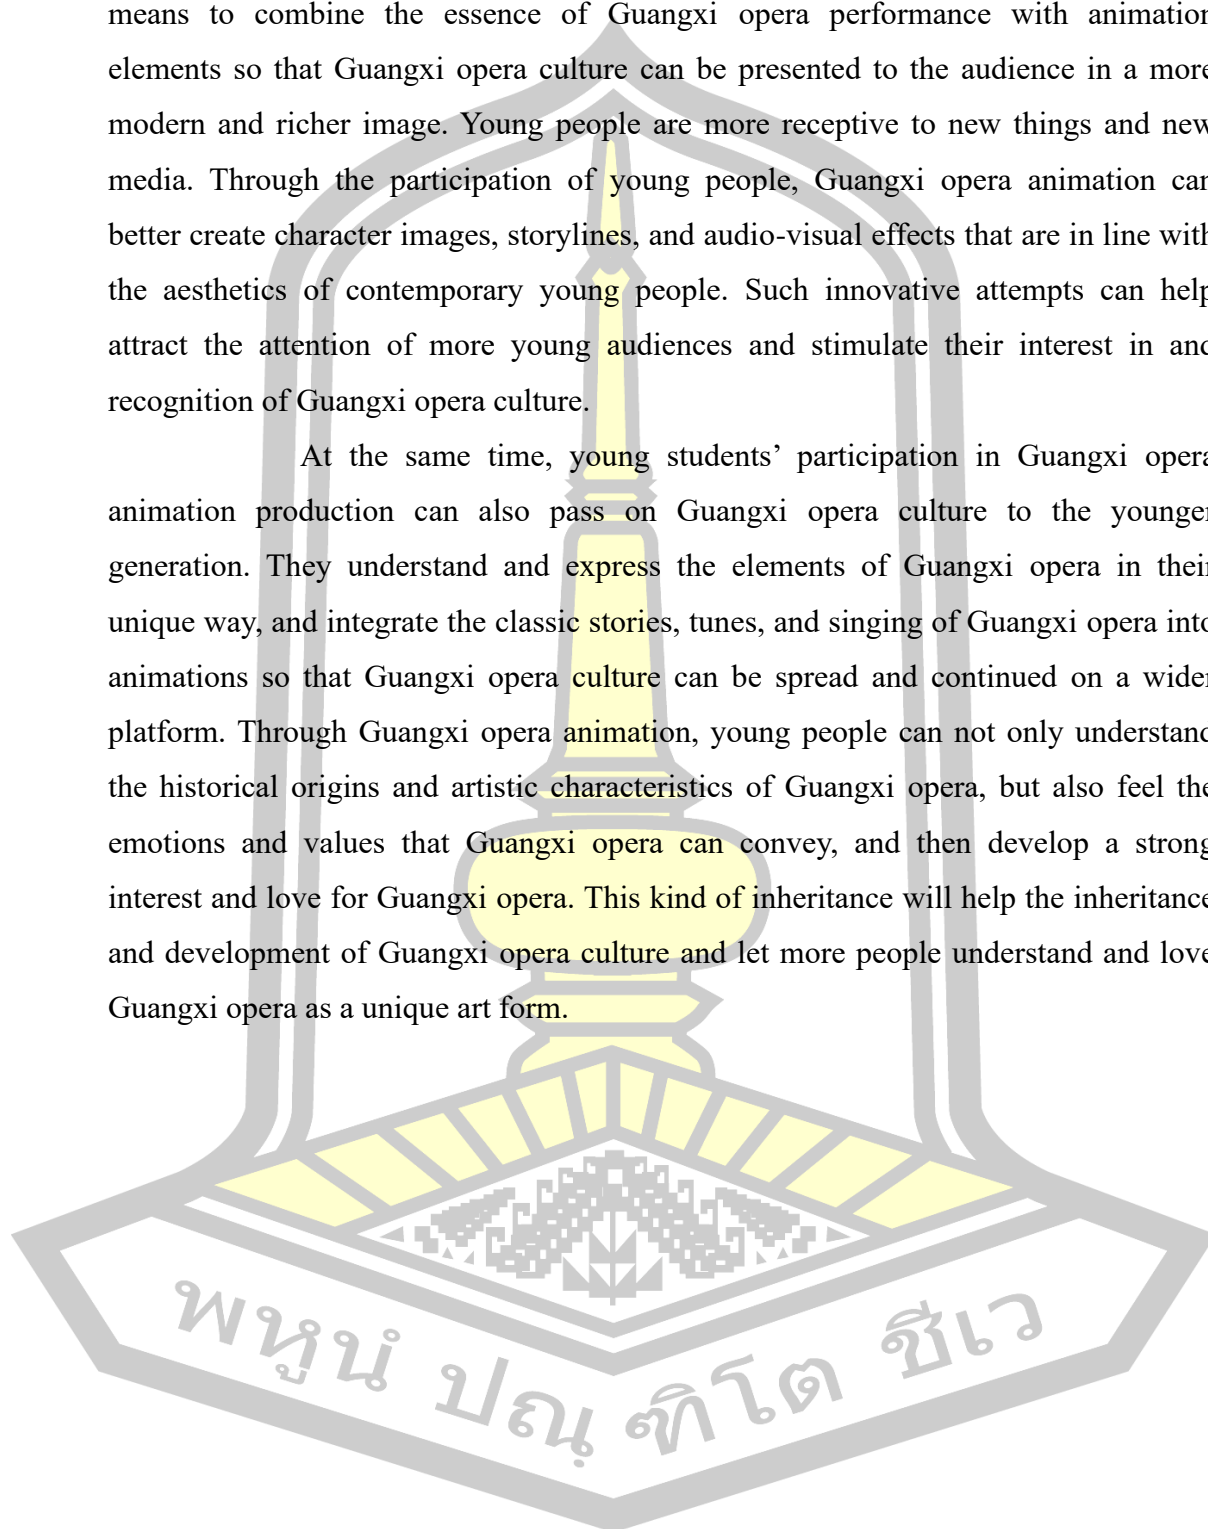 means to combine the essence of Guangxi opera performance with animation
elements so that Guangxi opera culture can be presented to the audience in a more
modern and richer image. Young people are more receptive to new things and new
media. Through the participation of young people, Guangxi opera animation can
better create character images, storylines, and audio-visual effects that are in line with
the aesthetics of contemporary young people. Such innovative attempts can help
attract the attention of more young audiences and stimulate their interest in and
recognition of Guangxi opera culture.
At the same time, young students’ participation in Guangxi opera
animation production can also pass on Guangxi opera culture to the younger
generation. They understand and express the elements of Guangxi opera in their
unique way, and integrate the classic stories, tunes, and singing of Guangxi opera into
animations so that Guangxi opera culture can be spread and continued on a wider
platform. Through Guangxi opera animation, young people can not only understand
the historical origins and artistic characteristics of Guangxi opera, but also feel the
emotions and values that Guangxi opera can convey, and then develop a strong
interest and love for Guangxi opera. This kind of inheritance will help the inheritance
and development of Guangxi opera culture and let more people understand and love
Guangxi opera as a unique art form.
พหูนํ ปณฺ ฑิโต ชีเว